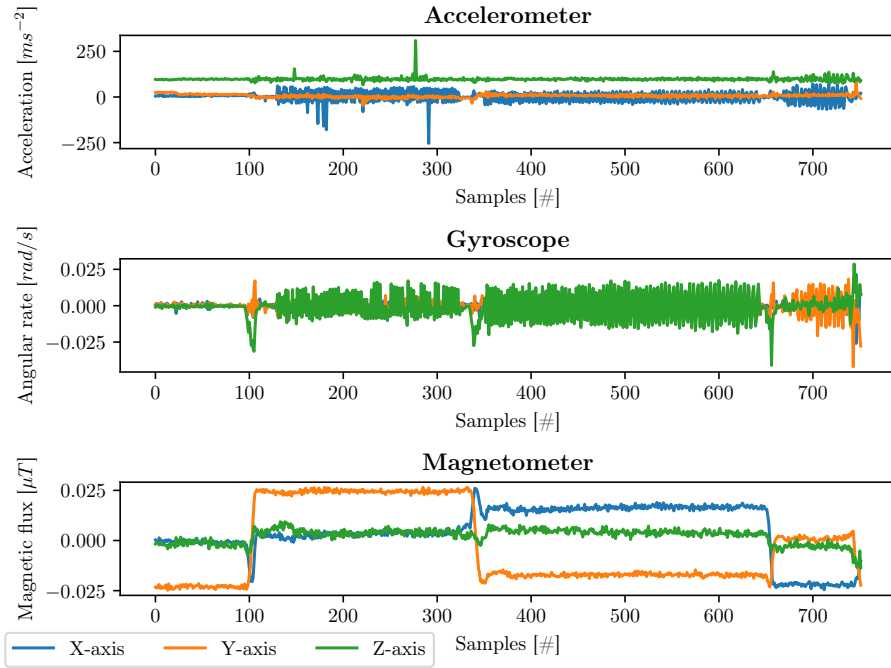 Accelerometer
Acceleration [ms⁻²]
250
0
−250
0 100 200 300 400 500 600 700
Samples [#]
Gyroscope
Angular rate [rad/s]
0.025
0.000
−0.025
0 100 200 300 400 500 600 700
Samples [#]
Magnetometer
Magnetic flux [μT]
0.025
0.000
−0.025
0 100 200 300 400 500 600 700
Samples [#]
X-axis Y-axis Z-axis